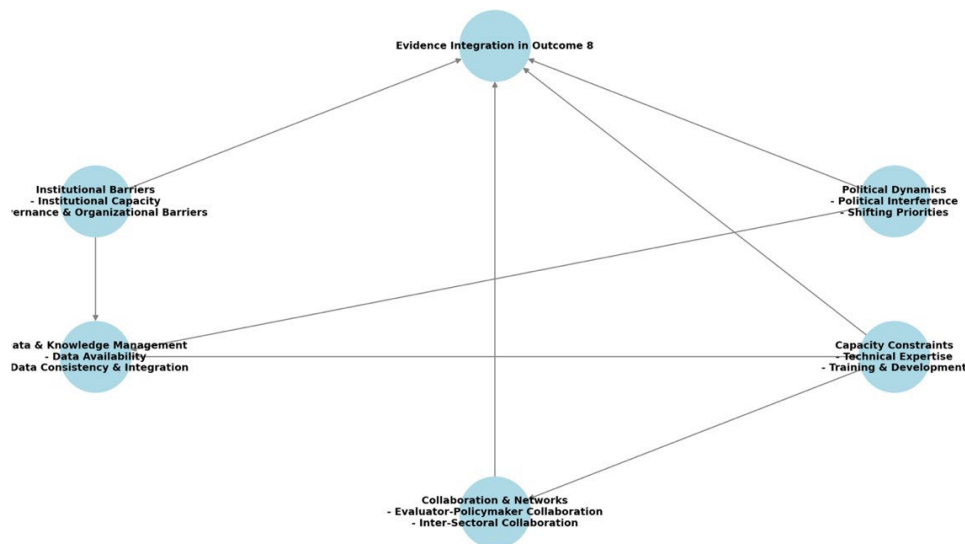 Evidence Integration in Outcome 8
Institutional Barriers
- Institutional Capacity
ernance & Organizational Barriers
Political Dynamics
- Political Interference
- Shifting Priorities
ata & Knowledge Management
- Data Availability
Data Consistency & Integration
Capacity Constraints
- Technical Expertise
- Training & Development
Collaboration & Networks
- Evaluator-Policymaker Collaboration
- Inter-Sectoral Collaboration